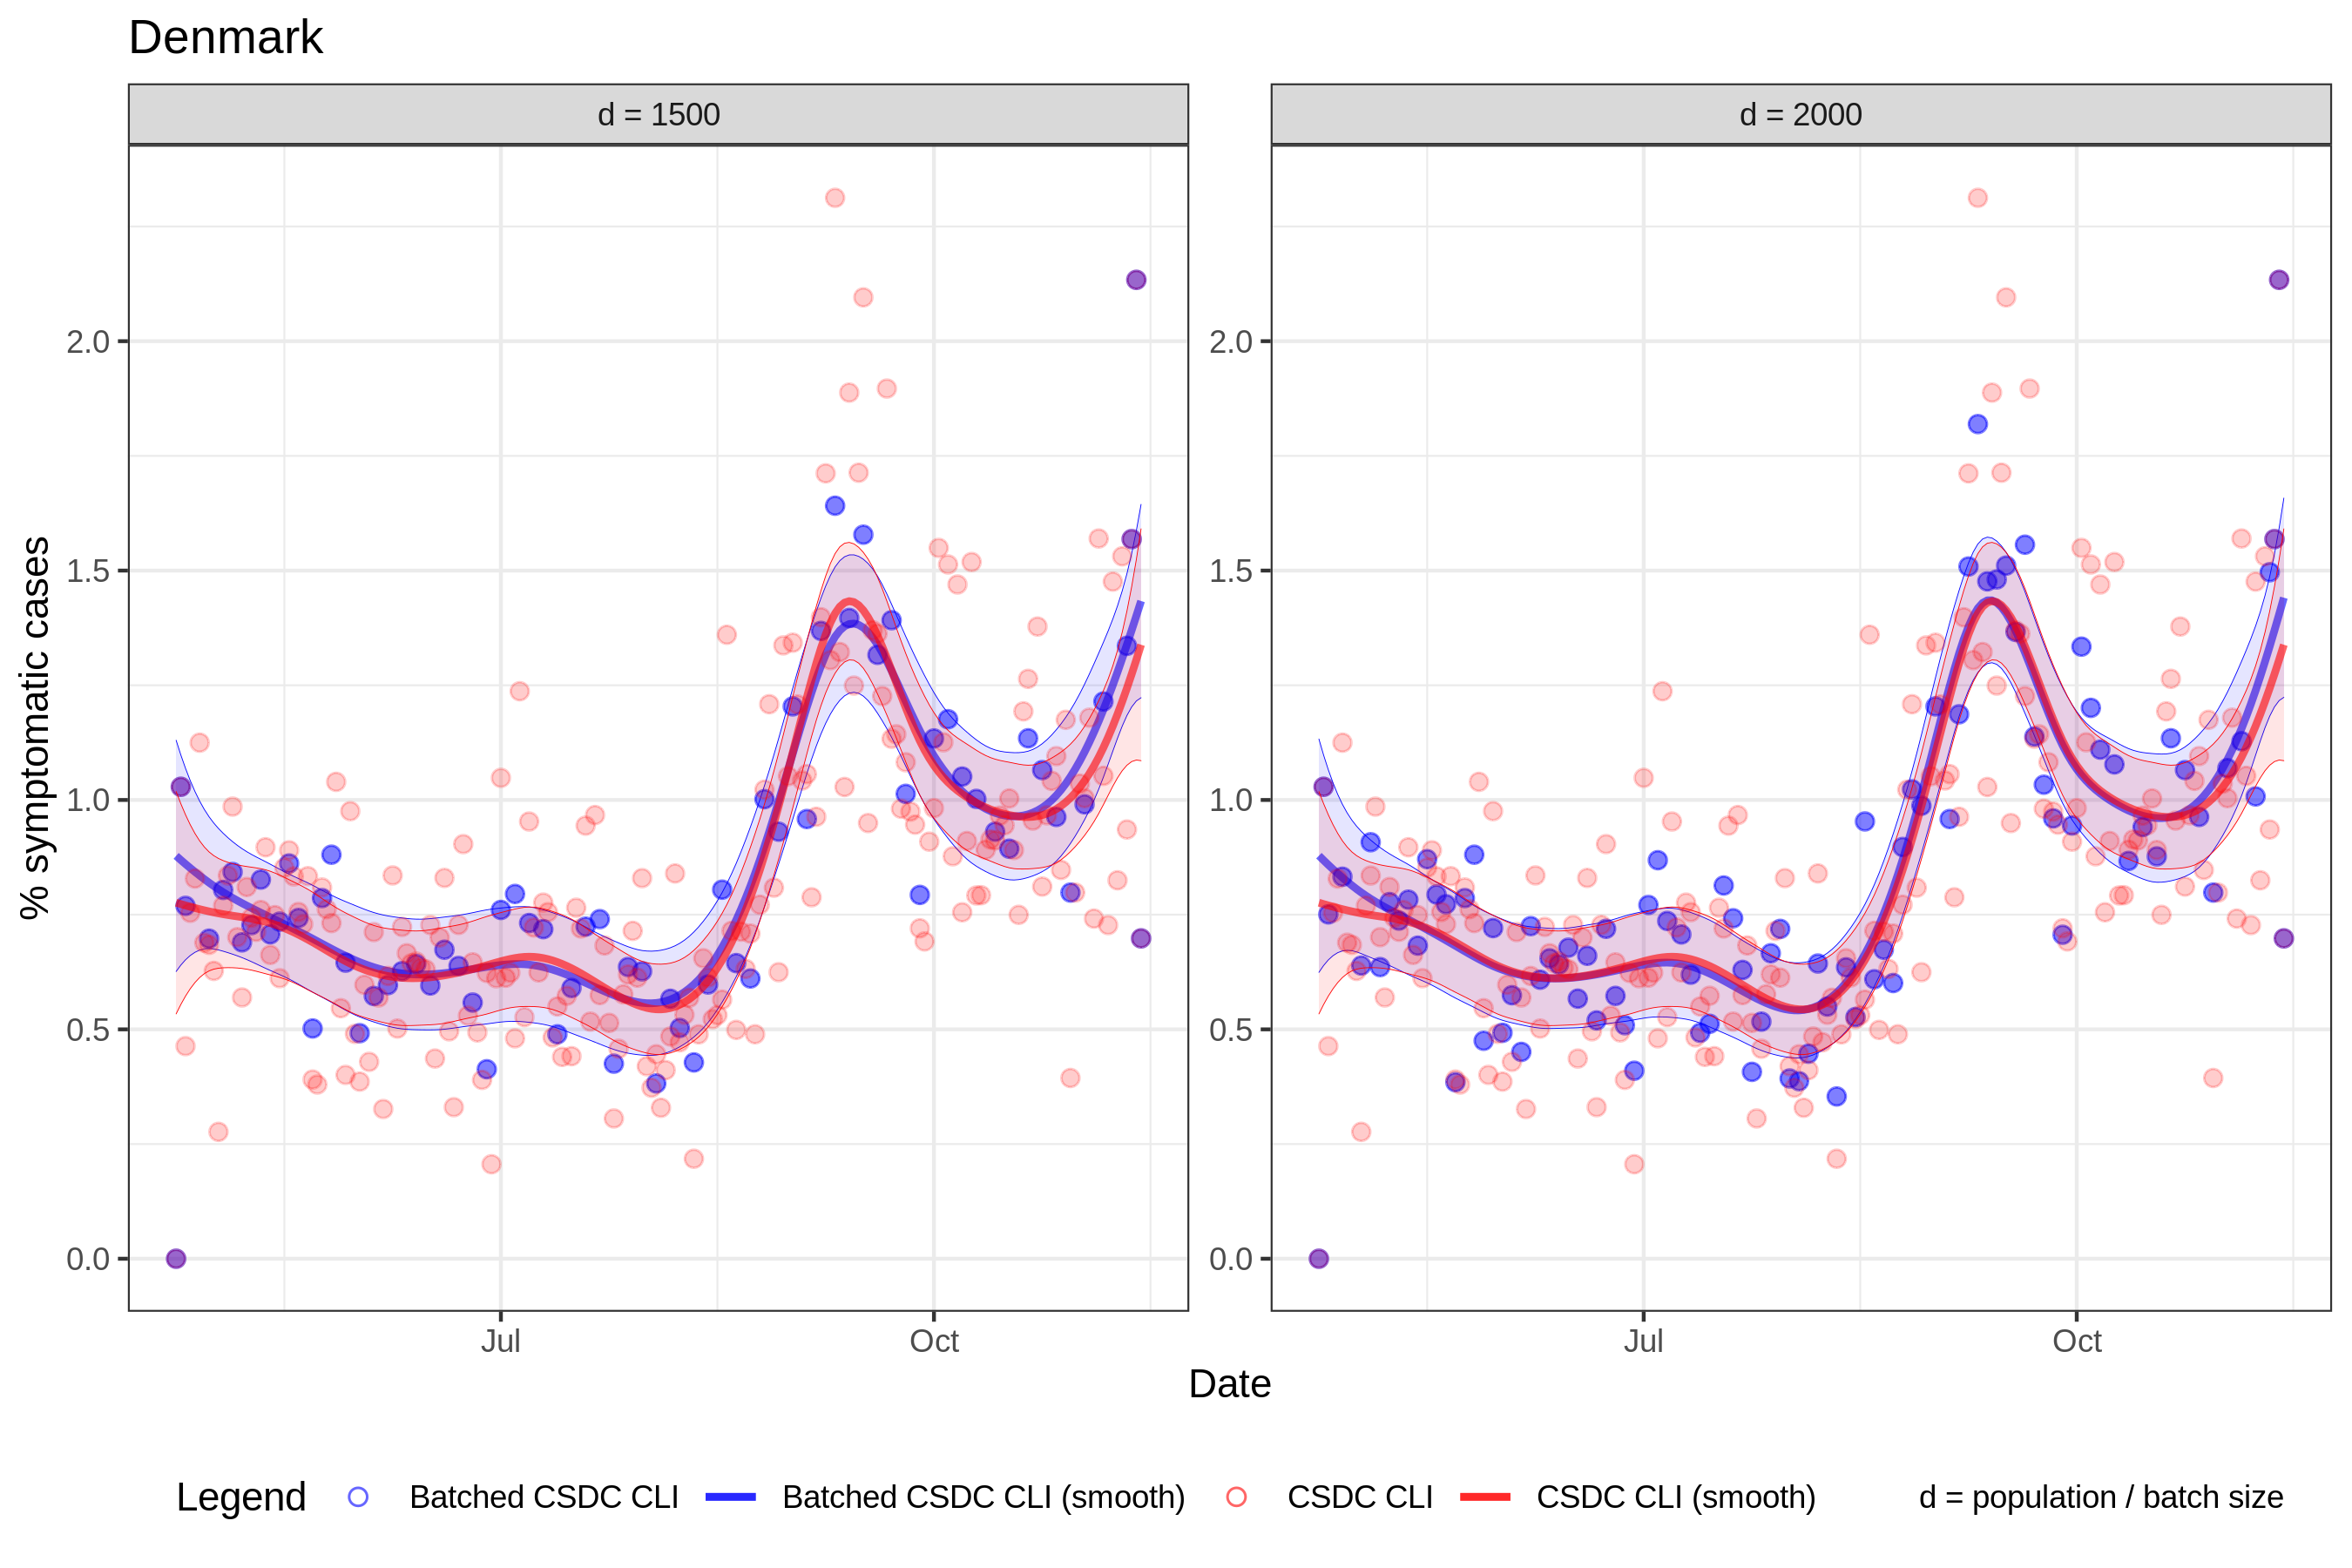 Denmark
d = 1500
d = 2000
% symptomatic cases
2.0
1.5
1.0
0.5
0.0
2.0
1.5
1.0
0.5
0.0
Jul
Oct
Jul
Oct
Date
Legend
Batched CSDC CLI
Batched CSDC CLI (smooth)
CSDC CLI
CSDC CLI (smooth)
d = population / batch size